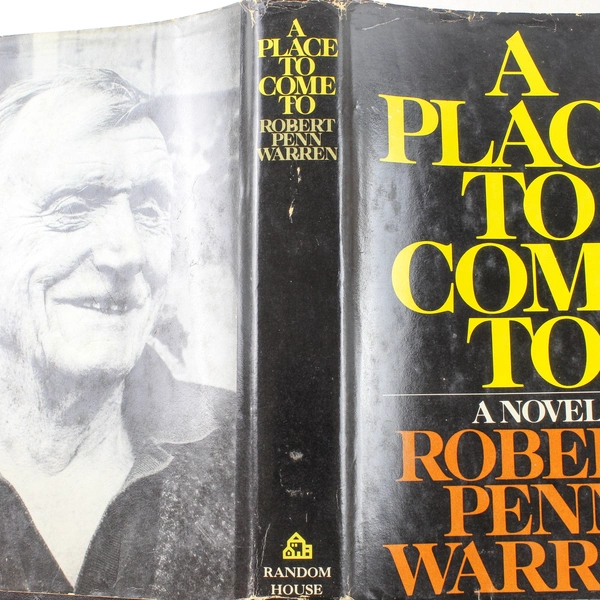 A
PLACE
TO
COME
TO
ROBERT
PENN
WARREN
RANDOM
HOUSE
A
PLAC
TO
COM
TO
A NOVEL
ROBER
PENN
WARR